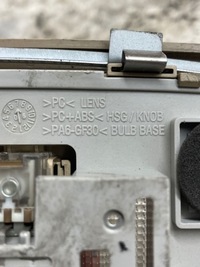 >PC< LENS
>PC+ABS< HSG/KNOB
>PA6-GF30< BULB BASE